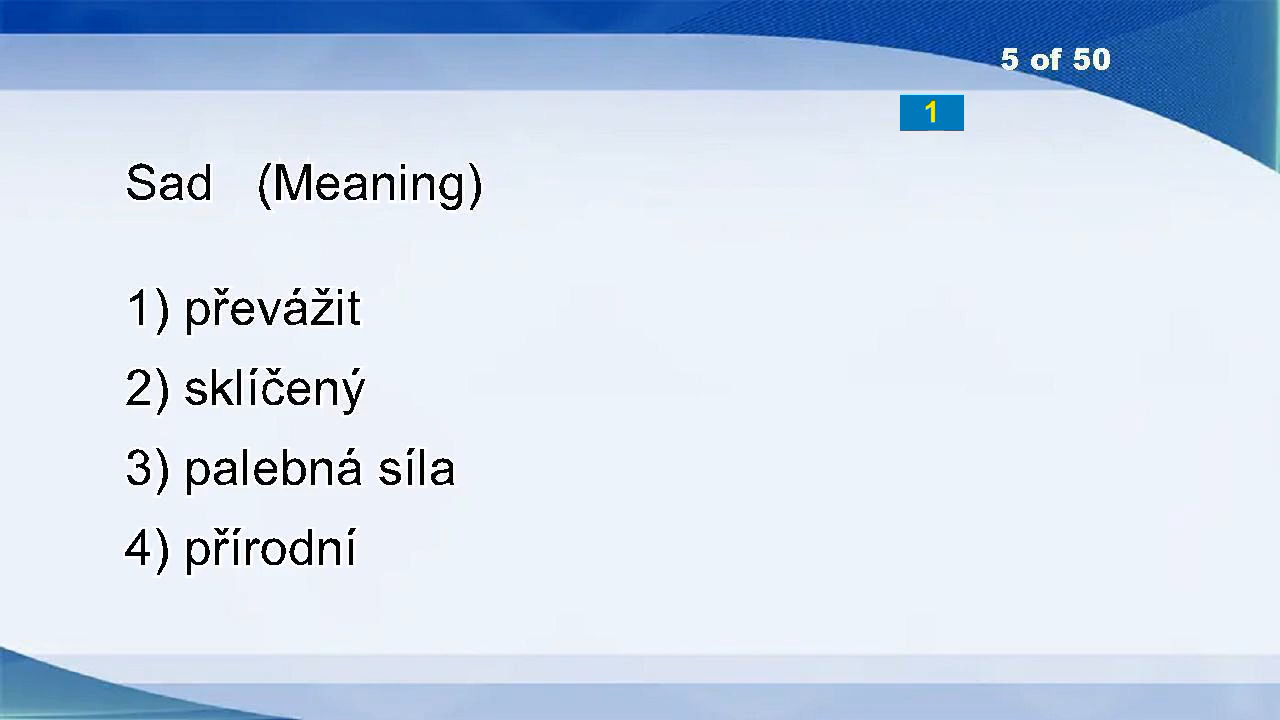 5 of 50
1
Sad (Meaning)
1) převážit
2) sklíčený
3) palebná síla
4) přírodní